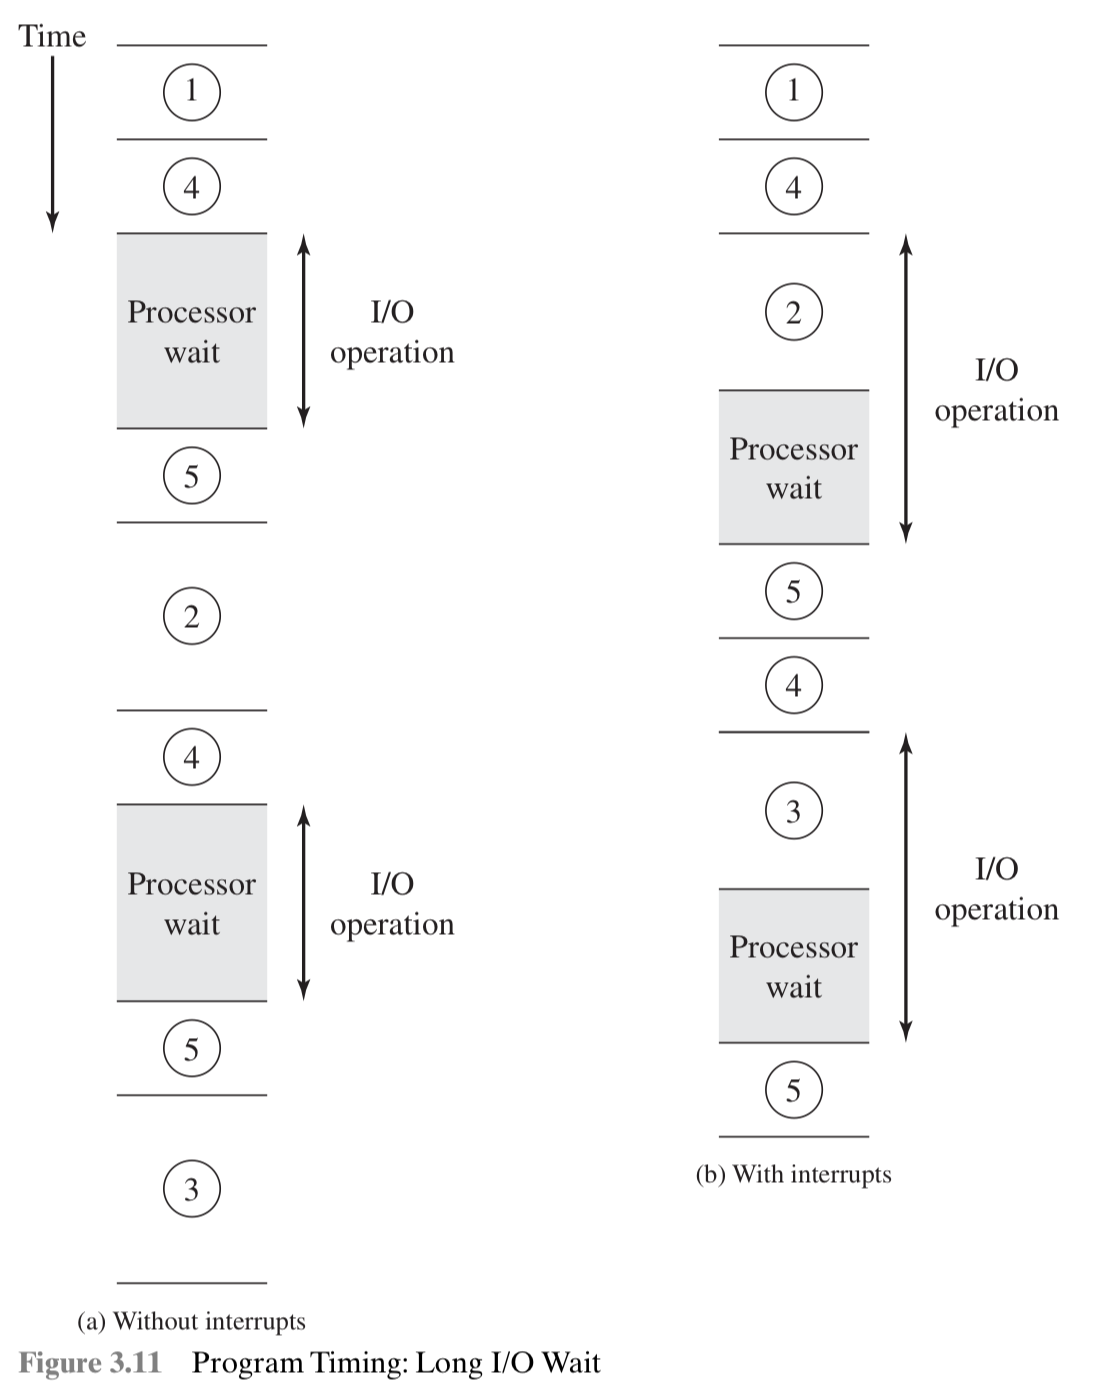 Time
1
4
Processor
wait
I/O
operation
5
2
4
Processor
wait
I/O
operation
5
3
(a) Without interrupts
1
4
2
Processor
wait
I/O
operation
5
4
3
Processor
wait
I/O
operation
5
(b) With interrupts
Figure 3.11 Program Timing: Long I/O Wait